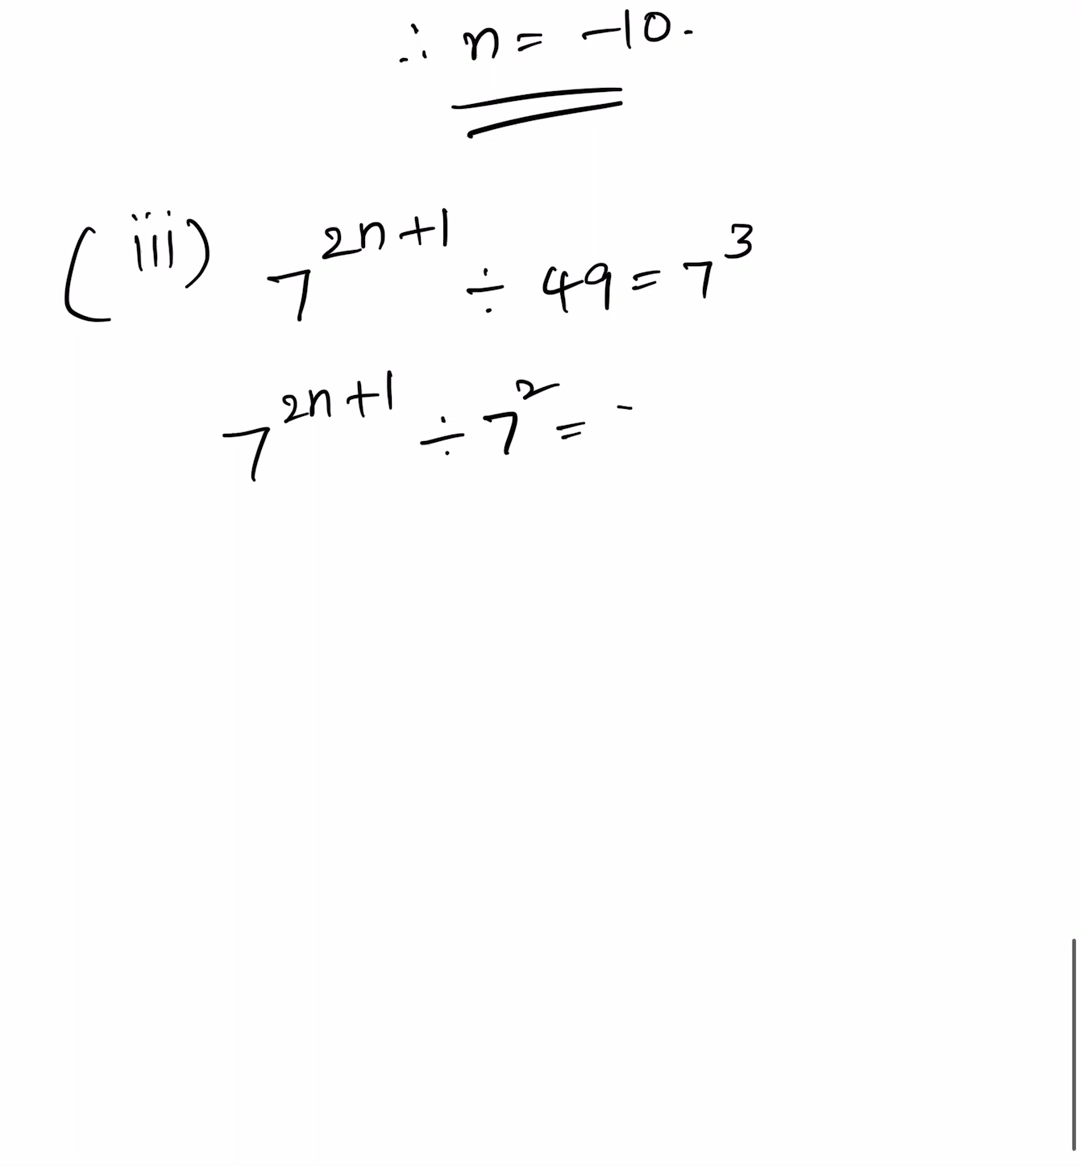 ∴ n = -10.
(iii) 7^{2n+1} ÷ 49 = 7^3
7^{2n+1} ÷ 7^2 =